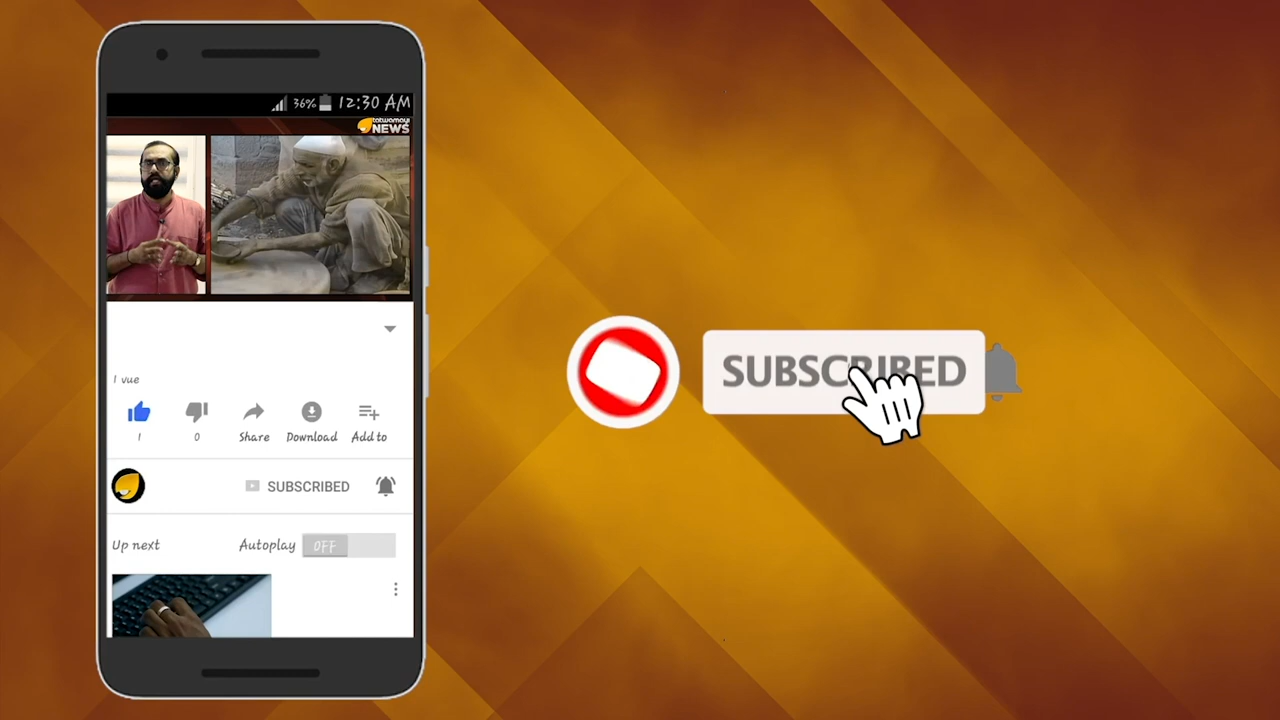 36% 12:30 AM
tatwamayi
NEWS
1 vue
1
0
Share
Download
Add to
SUBSCRIBED
Up next
Autoplay
OFF
SUBSCRIBED